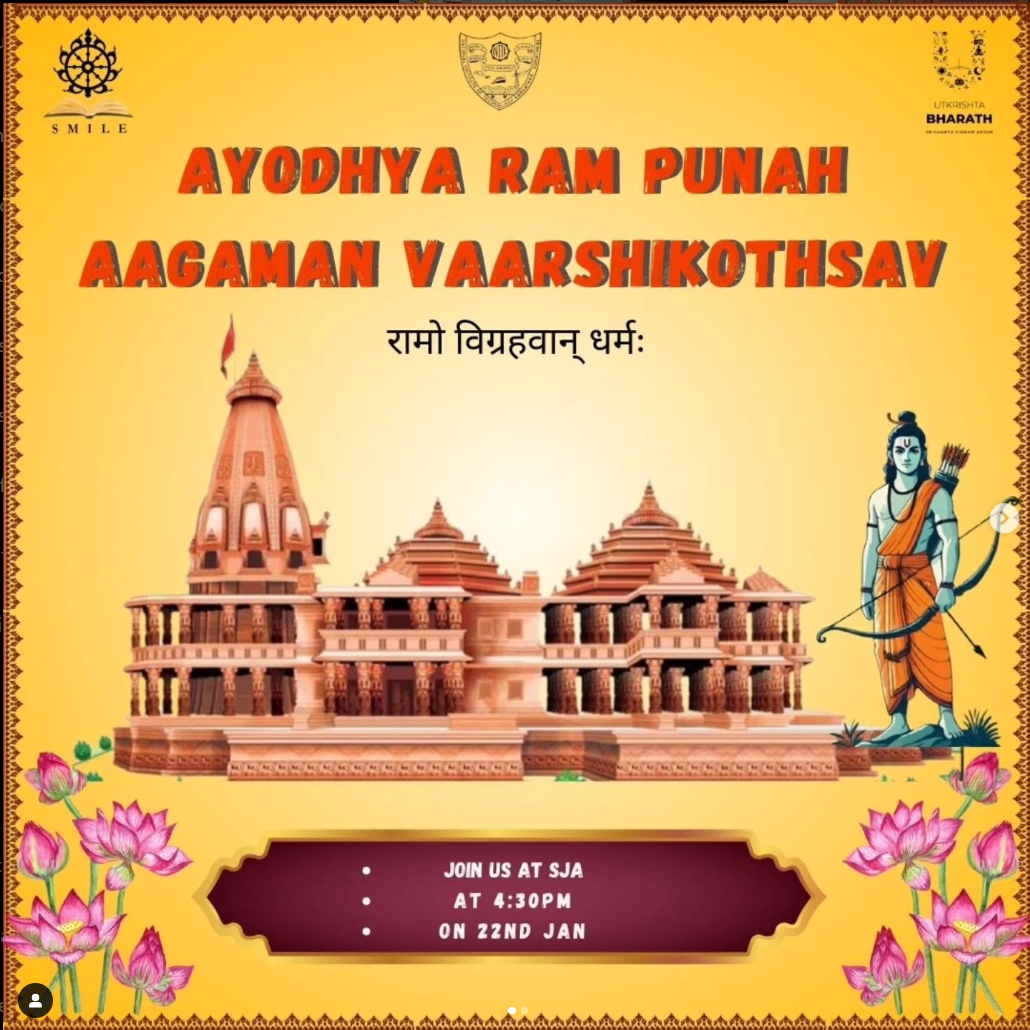 SMILE
UTKRISHTA
BHARATH
AYODHYA RAM PUNAH
AAGAMAN VAARSHIKOTHSAV
रामो विग्रहवान् धर्मः
JOIN US AT SJA
AT 4:30PM
ON 22ND JAN